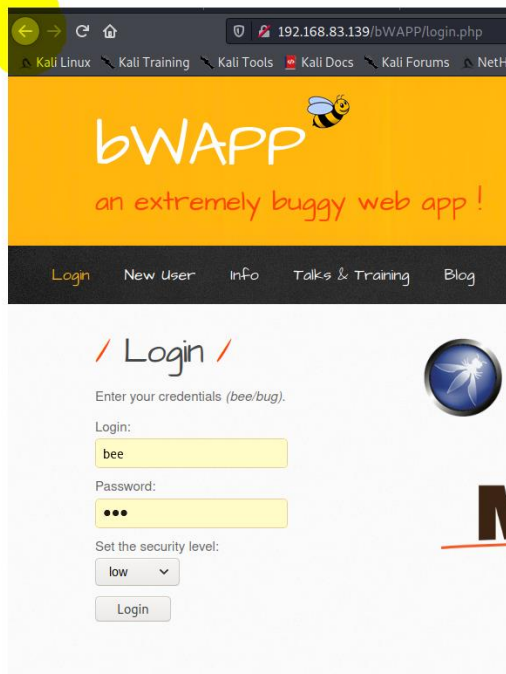 192.168.83.139/bWAPP/login.php
Kali Linux Kali Training Kali Tools Kali Docs Kali Forums NetH
bWAPP
an extremely buggy web app !
Login New User Info Talks & Training Blog
/ Login /
Enter your credentials (bee/bug).
Login:
bee
Password:
●●●
Set the security level:
low
Login
M